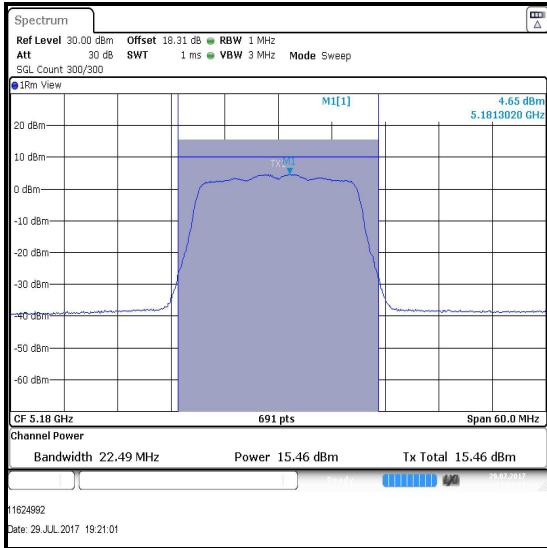 Spectrum
Ref Level 30.00 dBm Offset 18.31 dB RBW 1 MHz
Att 30 dB SWT 1 ms VBW 3 MHz Mode Sweep
SGL Count 300/300
1Rm View
M1[1] 4.65 dBm
5.1813020 GHz
20 dBm
10 dBm
M1
0 dBm
-10 dBm
-20 dBm
-30 dBm
-40 dBm
-50 dBm
-60 dBm
CF 5.18 GHz 691 pts Span 60.0 MHz
Channel Power
Bandwidth 22.49 MHz Power 15.46 dBm Tx Total 15.46 dBm
Ready 29.07.2017
11624992
Date: 29.JUL.2017 19:21:01